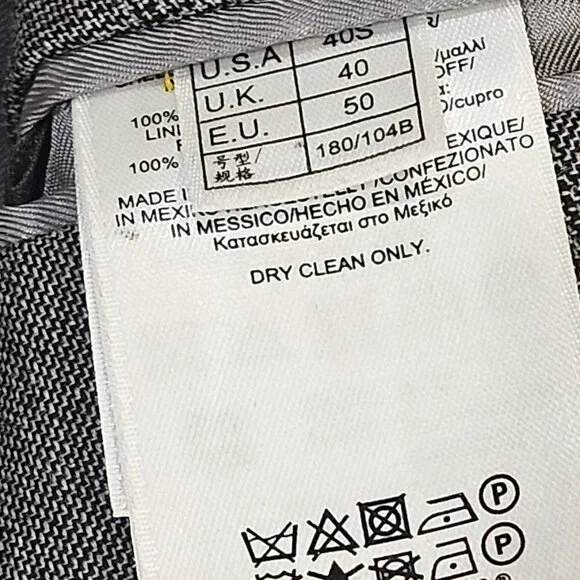 U.S.A 40S
U.K. 40
E.U. 50
号型/规格 180/104B
100%
LINI
100%
/μαλλί
OFF/
α:
O/cupro
MADE I
EXIQUE/
IN MEXI /CONFEZIONATO
IN MESSICO/HECHO EN MÉXICO/
Κατασκευάζεται στο Μεξικό
DRY CLEAN ONLY.
P
P